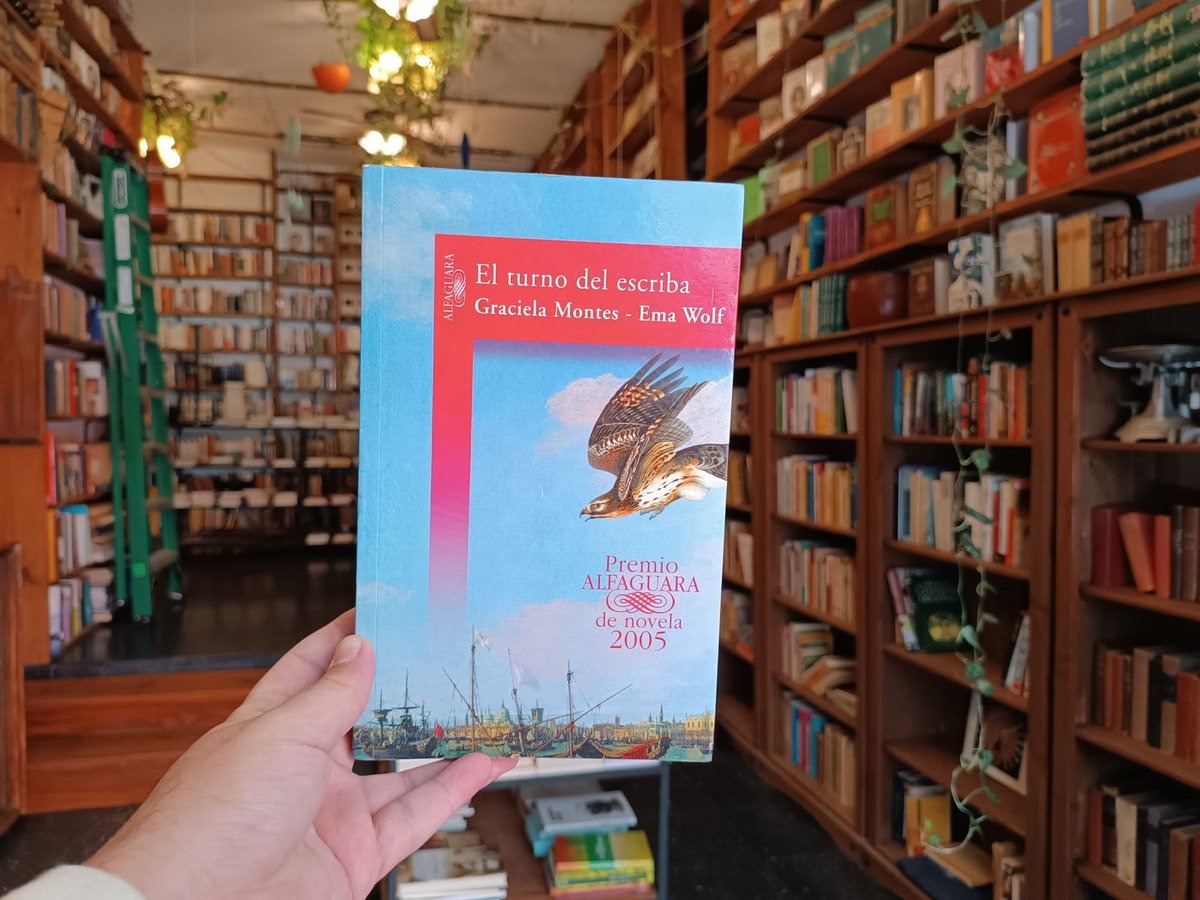 ALFAGUARA
El turno del escriba
Graciela Montes - Ema Wolf
Premio
ALFAGUARA
de novela
2005